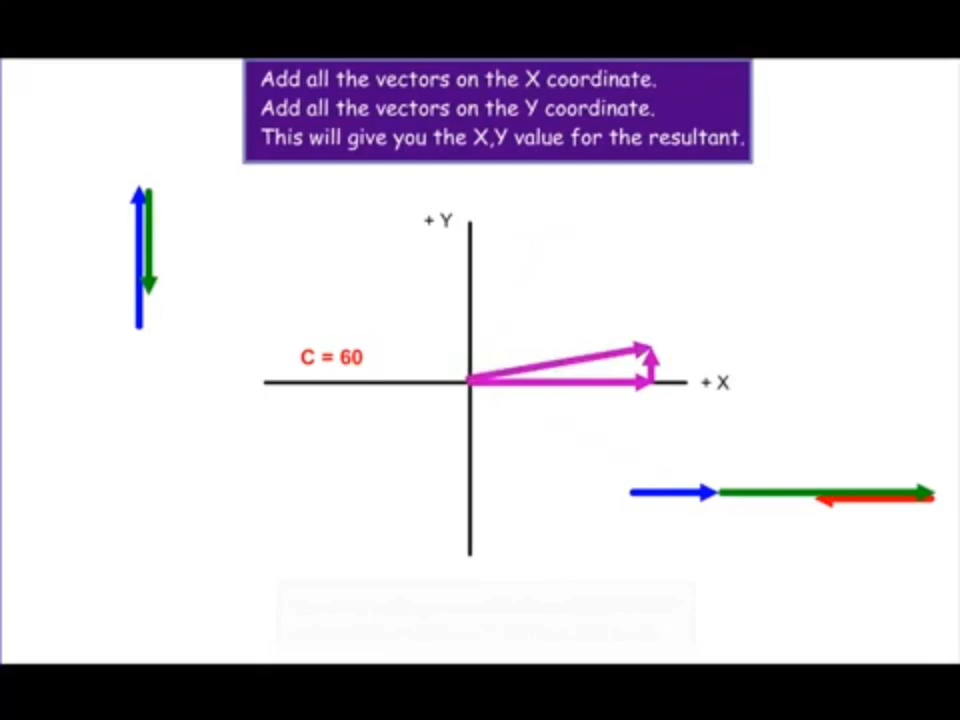 Add all the vectors on the X coordinate.
Add all the vectors on the Y coordinate.
This will give you the X,Y value for the resultant.
+ Y
C = 60
+ X